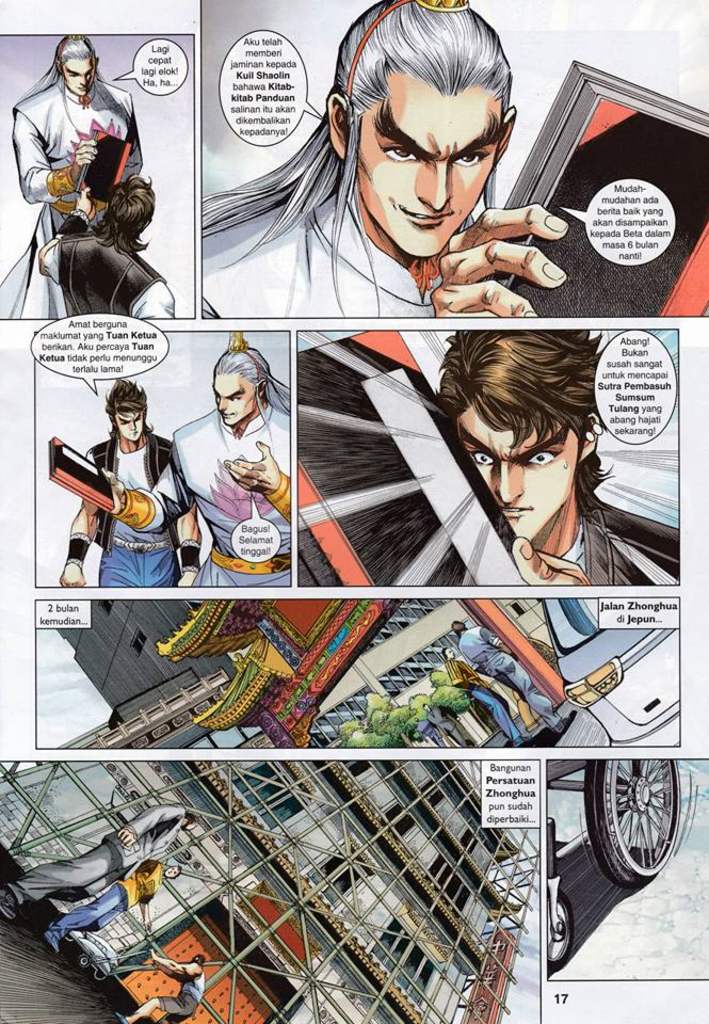 Lagi
cepat
lagi elok!
Ha, ha...
Aku telah
memberi
jaminan kepada
Kuil Shaolin
bahawa Kitab-
kitab Panduan
salinan itu akan
dikembalikan
kepadanya!
Mudah-
mudahan ada
berita baik yang
akan disampaikan
kepada Beta dalam
masa 6 bulan
nanti!
Amat berguna
maklumat yang Tuan Ketua
berikan. Aku percaya Tuan
Ketua tidak perlu menunggu
terlalu lama!
Bagus!
Selamat
tinggal!
Abang!
Bukan
susah sangat
untuk mencapai
Sutra Pembasuh
Sumsum
Tulang yang
abang hajati
sekarang!
2 bulan
kemudian...
Jalan Zhonghua
di Jepun...
Bangunan
Persatuan
Zhonghua
pun sudah
diperbaiki...
17